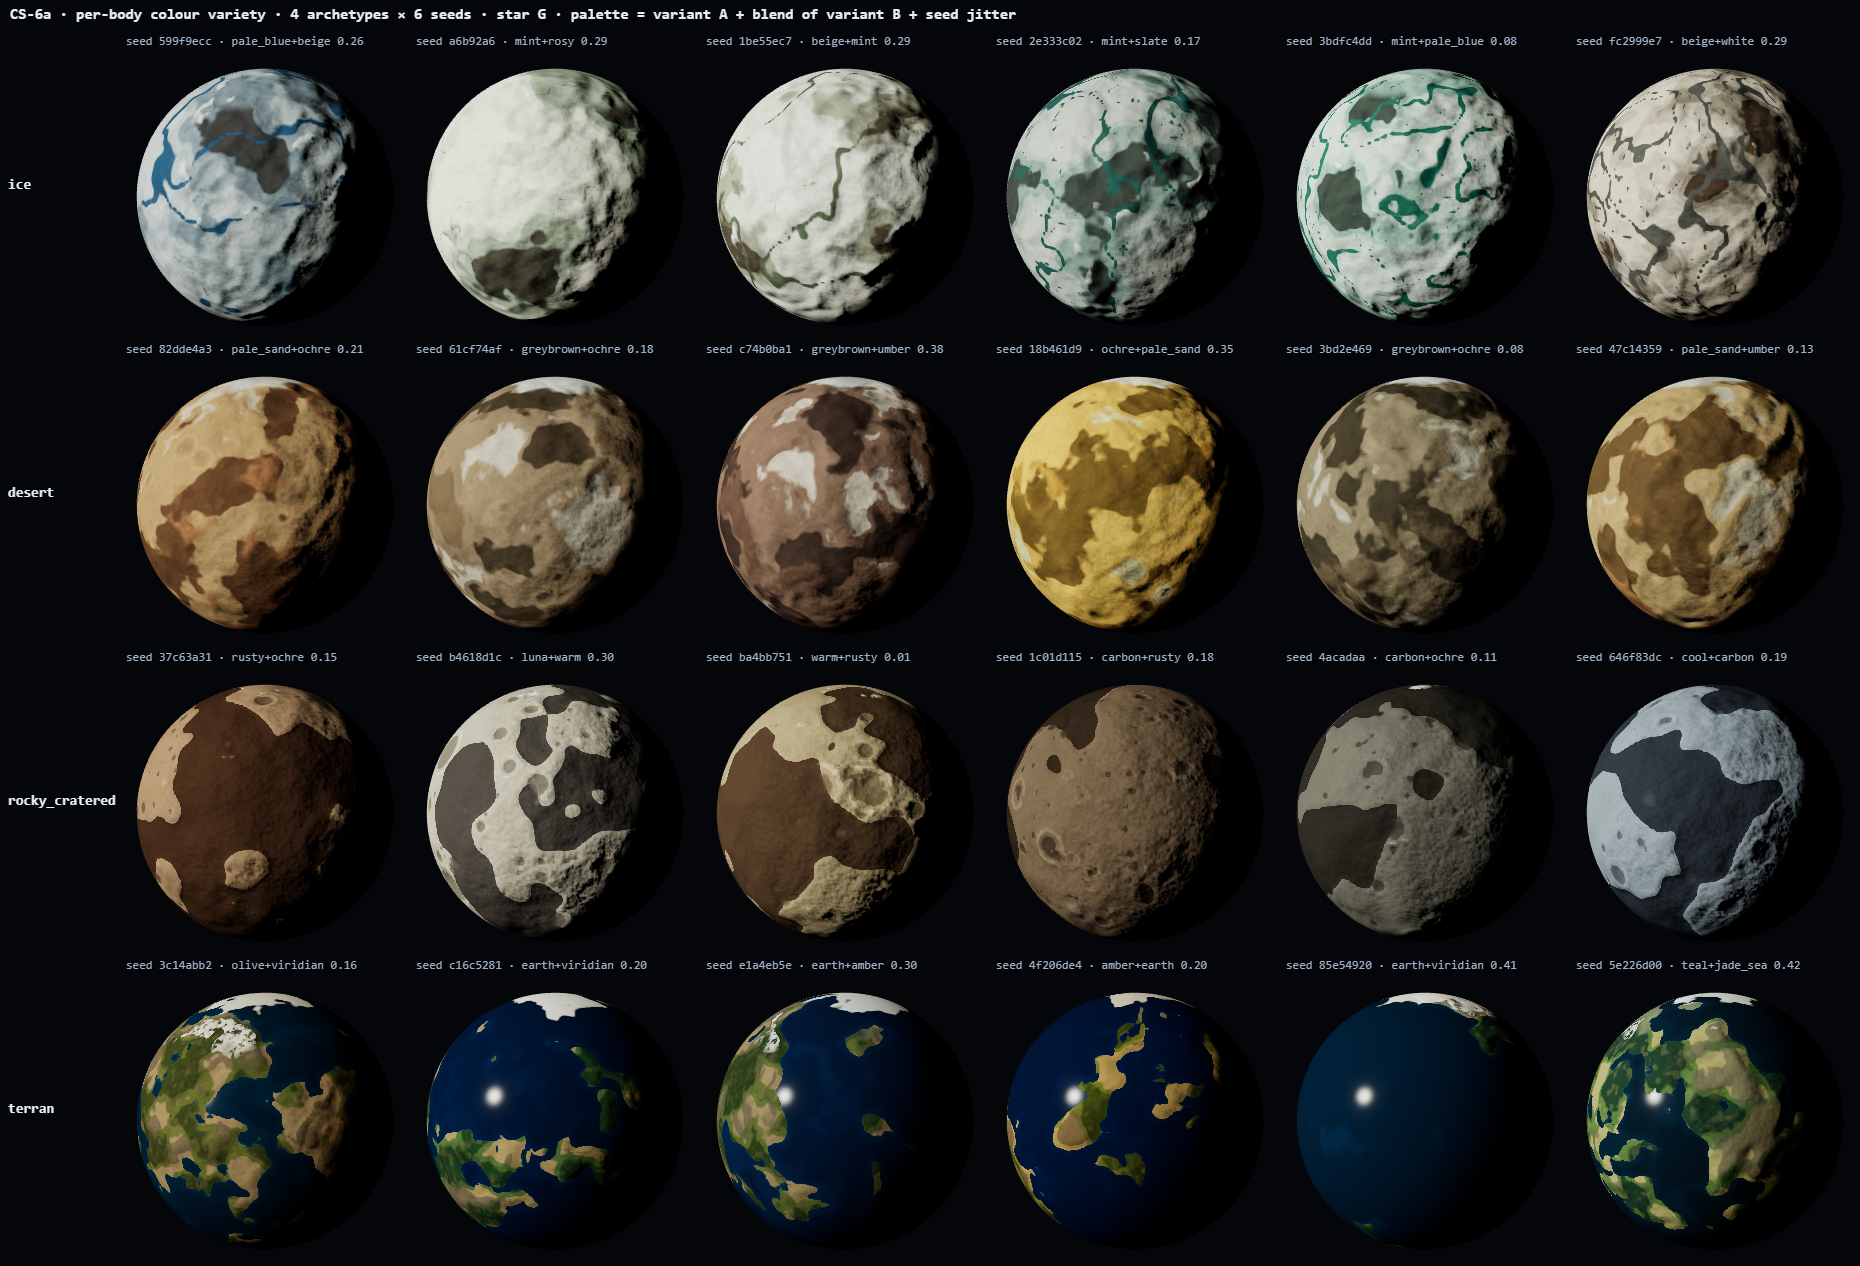 CS-6a · per-body colour variety · 4 archetypes × 6 seeds · star G · palette = variant A + blend of variant B + seed jitter
seed 599f9ecc · pale_blue+beige 0.26
seed a6b92a6 · mint+rosy 0.29
seed 1be55ec7 · beige+mint 0.29
seed 2e333c02 · mint+slate 0.17
seed 3bdfc4dd · mint+pale_blue 0.08
seed fc2999e7 · beige+white 0.29
ice
seed 82dde4a3 · pale_sand+ochre 0.21
seed 61cf74af · greybrown+ochre 0.18
seed c74b0ba1 · greybrown+umber 0.38
seed 18b461d9 · ochre+pale_sand 0.35
seed 3bd2e469 · greybrown+ochre 0.08
seed 47c14359 · pale_sand+umber 0.13
desert
seed 37c63a31 · rusty+ochre 0.15
seed b4618d1c · luna+warm 0.30
seed ba4bb751 · warm+rusty 0.01
seed 1c01d115 · carbon+rusty 0.18
seed 4acadaa · carbon+ochre 0.11
seed 646f83dc · cool+carbon 0.19
rocky_cratered
seed 3c14abb2 · olive+viridian 0.16
seed c16c5281 · earth+viridian 0.20
seed e1a4eb5e · earth+amber 0.30
seed 4f206de4 · amber+earth 0.20
seed 85e54920 · earth+viridian 0.41
seed 5e226d00 · teal+jade_sea 0.42
terran